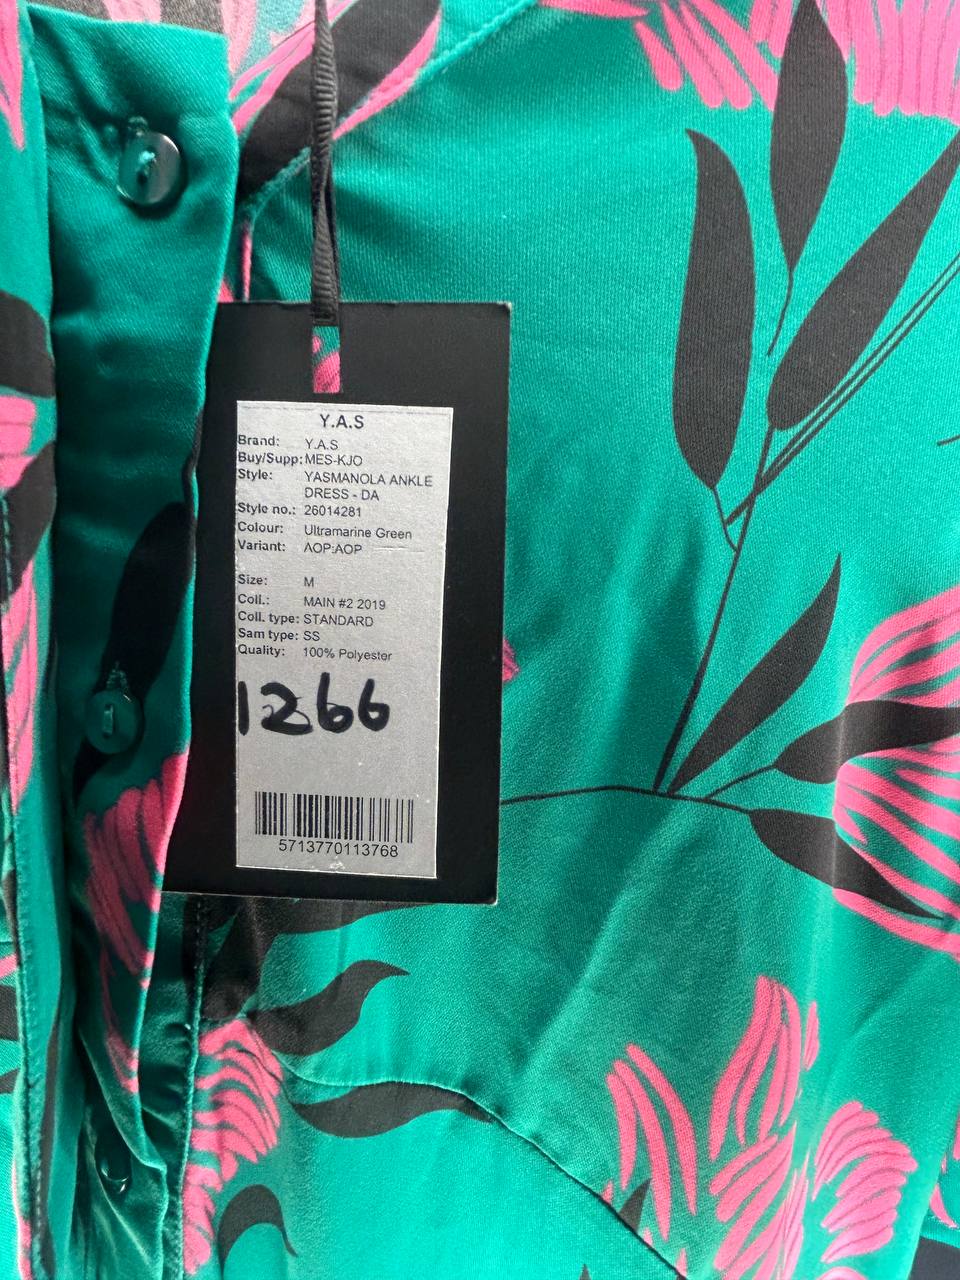 Y.A.S
Brand: Y.A.S
Buy/Supp: MES-KJO
Style: YASMANOLA ANKLE
DRESS - DA
Style no.: 26014281
Colour: Ultramarine Green
Variant: AOP:AOP
Size: M
Coll.: MAIN #2 2019
Coll. type: STANDARD
Sam type: SS
Quality: 100% Polyester
1266
5713770113768